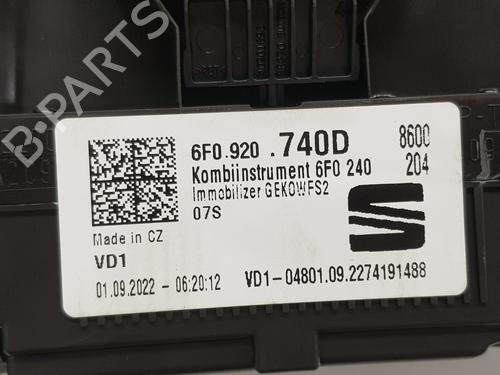 6F0.920 .740D 8600
Kombiinstrument 6F0 240 204
Immobilizer GEKOWFS2
07S
Made in CZ
VD1
01.09.2022 - 06:20:12 VD1-04801.09.2274191488
B-PARTS